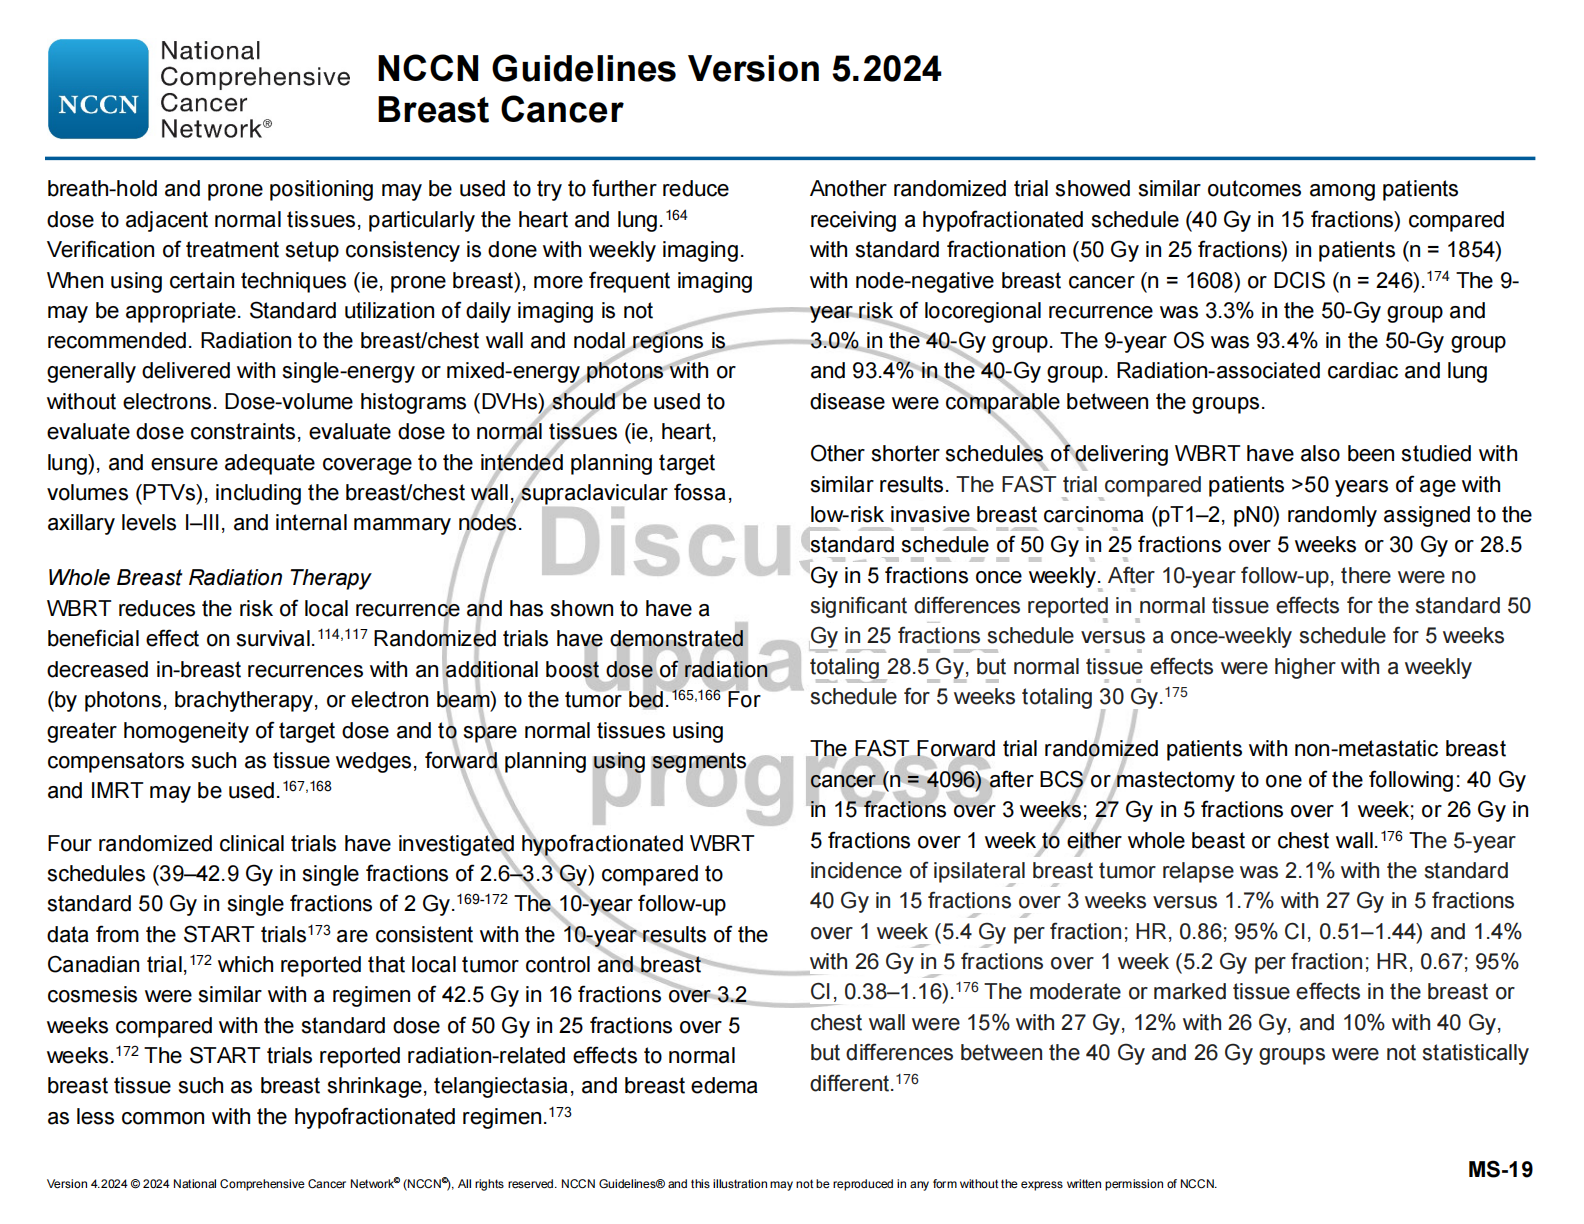 NCCN
National
Comprehensive
Cancer
Network®
NCCN Guidelines Version 5.2024
Breast Cancer
breath-hold and prone positioning may be used to try to further reduce
dose to adjacent normal tissues, particularly the heart and lung.164
Verification of treatment setup consistency is done with weekly imaging.
When using certain techniques (ie, prone breast), more frequent imaging
may be appropriate. Standard utilization of daily imaging is not
recommended. Radiation to the breast/chest wall and nodal regions is
generally delivered with single-energy or mixed-energy photons with or
without electrons. Dose-volume histograms (DVHs) should be used to
evaluate dose constraints, evaluate dose to normal tissues (ie, heart,
lung), and ensure adequate coverage to the intended planning target
volumes (PTVs), including the breast/chest wall, supraclavicular fossa,
axillary levels I–III, and internal mammary nodes.
Whole Breast Radiation Therapy
WBRT reduces the risk of local recurrence and has shown to have a
beneficial effect on survival.114,117 Randomized trials have demonstrated
decreased in-breast recurrences with an additional boost dose of radiation
(by photons, brachytherapy, or electron beam) to the tumor bed.165,166 For
greater homogeneity of target dose and to spare normal tissues using
compensators such as tissue wedges, forward planning using segments
and IMRT may be used.167,168
Four randomized clinical trials have investigated hypofractionated WBRT
schedules (39–42.9 Gy in single fractions of 2.6–3.3 Gy) compared to
standard 50 Gy in single fractions of 2 Gy.169-172 The 10-year follow-up
data from the START trials173 are consistent with the 10-year results of the
Canadian trial,172 which reported that local tumor control and breast
cosmesis were similar with a regimen of 42.5 Gy in 16 fractions over 3.2
weeks compared with the standard dose of 50 Gy in 25 fractions over 5
weeks.172 The START trials reported radiation-related effects to normal
breast tissue such as breast shrinkage, telangiectasia, and breast edema
as less common with the hypofractionated regimen.173
Another randomized trial showed similar outcomes among patients
receiving a hypofractionated schedule (40 Gy in 15 fractions) compared
with standard fractionation (50 Gy in 25 fractions) in patients (n = 1854)
with node-negative breast cancer (n = 1608) or DCIS (n = 246).174 The 9-
year risk of locoregional recurrence was 3.3% in the 50-Gy group and
3.0% in the 40-Gy group. The 9-year OS was 93.4% in the 50-Gy group
and 93.4% in the 40-Gy group. Radiation-associated cardiac and lung
disease were comparable between the groups.
Other shorter schedules of delivering WBRT have also been studied with
similar results. The FAST trial compared patients >50 years of age with
low-risk invasive breast carcinoma (pT1–2, pN0) randomly assigned to the
standard schedule of 50 Gy in 25 fractions over 5 weeks or 30 Gy or 28.5
Gy in 5 fractions once weekly. After 10-year follow-up, there were no
significant differences reported in normal tissue effects for the standard 50
Gy in 25 fractions schedule versus a once-weekly schedule for 5 weeks
totaling 28.5 Gy, but normal tissue effects were higher with a weekly
schedule for 5 weeks totaling 30 Gy.175
The FAST Forward trial randomized patients with non-metastatic breast
cancer (n = 4096) after BCS or mastectomy to one of the following: 40 Gy
in 15 fractions over 3 weeks; 27 Gy in 5 fractions over 1 week; or 26 Gy in
5 fractions over 1 week to either whole beast or chest wall.176 The 5-year
incidence of ipsilateral breast tumor relapse was 2.1% with the standard
40 Gy in 15 fractions over 3 weeks versus 1.7% with 27 Gy in 5 fractions
over 1 week (5.4 Gy per fraction; HR, 0.86; 95% CI, 0.51–1.44) and 1.4%
with 26 Gy in 5 fractions over 1 week (5.2 Gy per fraction; HR, 0.67; 95%
CI, 0.38–1.16).176 The moderate or marked tissue effects in the breast or
chest wall were 15% with 27 Gy, 12% with 26 Gy, and 10% with 40 Gy,
but differences between the 40 Gy and 26 Gy groups were not statistically
different.176
Discussion
update in
progress
MS-19
Version 4.2024 © 2024 National Comprehensive Cancer Network© (NCCN©), All rights reserved. NCCN Guidelines® and this illustration may not be reproduced in any form without the express written permission of NCCN.